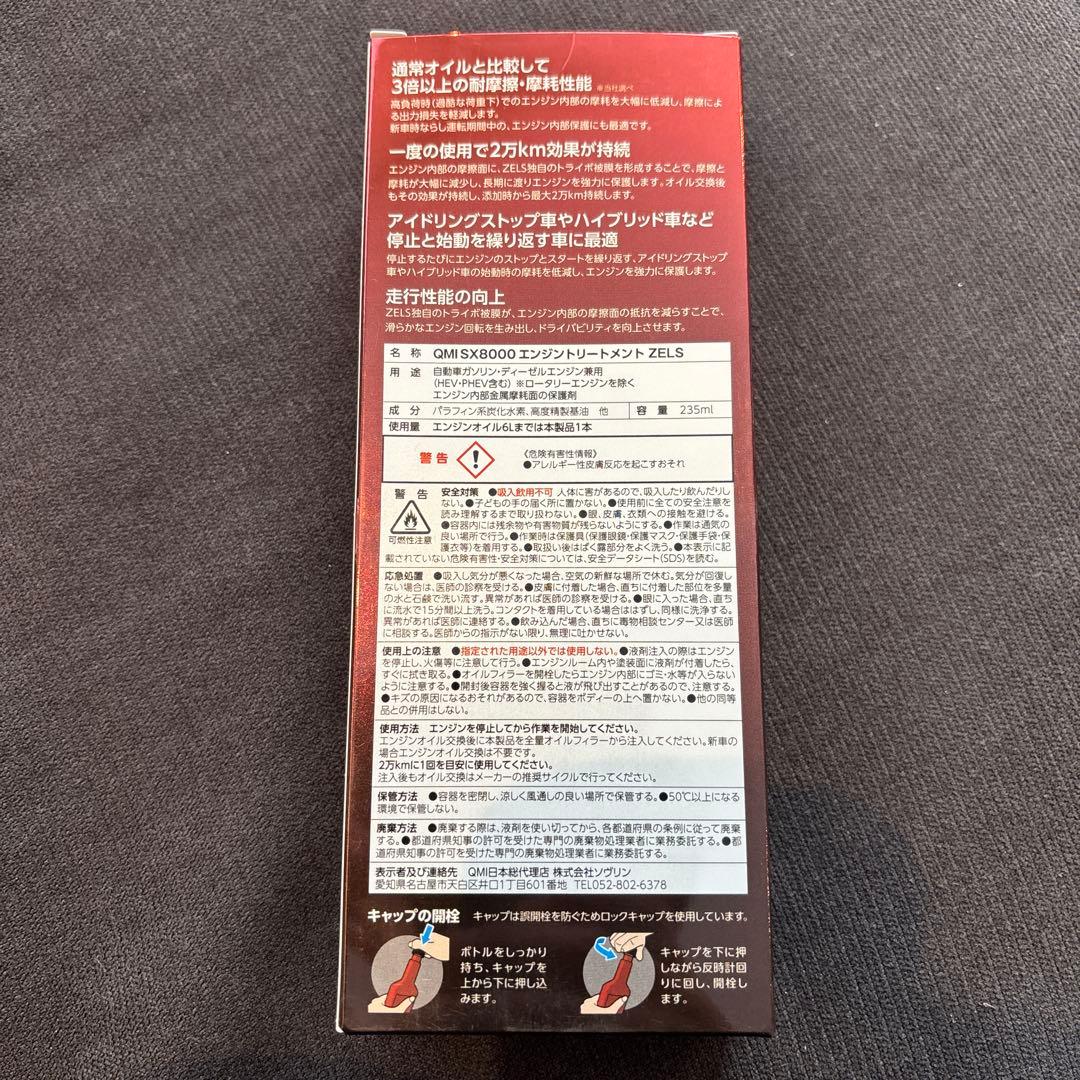 通常オイルと比較して
3倍以上の耐摩擦・摩耗性能 ※当社調べ
高負荷時(過酷な荷重下)でのエンジン内部の摩耗を大幅に低減し、摩擦によ
る出力損失を軽減します。
新車時ならし運転期間中の、エンジン内部保護にも最適です。
一度の使用で2万km効果が持続
エンジン内部の摩擦面に、ZELS独自のトライボ被膜を形成することで、摩擦と
摩耗が大幅に減少し、長期に渡りエンジンを強力に保護します。オイル交換後
もその効果が持続し、添加時から最大2万km持続します。
アイドリングストップ車やハイブリッド車など
停止と始動を繰り返す車に最適
停止するたびにエンジンのストップとスタートを繰り返す、アイドリングストップ
車やハイブリッド車の始動時の摩耗を低減し、エンジンを強力に保護します。
走行性能の向上
ZELS独自のトライボ被膜が、エンジン内部の摩擦面の抵抗を減らすことで、
滑らかなエンジン回転を生み出し、ドライバビリティを向上させます。
名 称 QMI SX8000 エンジントリートメント ZELS
用 途 自動車ガソリン・ディーゼルエンジン兼用
(HEV・PHEV含む) ※ロータリーエンジンを除く
エンジン内部金属摩耗面の保護剤
成 分 パラフィン系炭化水素、高度精製基油 他 容 量 235ml
使用量 エンジンオイル6Lまでは本製品1本
警告 《危険有害性情報》
●アレルギー性皮膚反応を起こすおそれ
警 告 安全対策 ●吸入飲用不可 人体に害があるので、吸入したり飲んだりし
ない。●子どもの手の届く所に置かない。●使用前に全ての安全注意を
読み理解するまで取り扱わない。●眼、皮膚、衣類への接触を避ける。
●容器内には残余物や有害物質が残らないようにする。●作業は通気の
可燃性注意 良い場所で行う。●作業時は保護具(保護眼鏡・保護マスク・保護手袋・保
護衣等)を着用する。●取扱い後はばく露部分をよく洗う。●本表示に記
載されていない危険有害性・安全対策については、安全データシート(SDS)を読む。
応急処置 ●吸入し気分が悪くなった場合、空気の新鮮な場所で休む。気分が回復し
ない場合は、医師の診察を受ける。●皮膚に付着した場合、直ちに付着した部位を多量
の水と石鹸で洗い流す。異常があれば医師の診察を受ける。●眼に入った場合、直ち
に流水で15分間以上洗う。コンタクトを着用している場合ははずし、同様に洗浄する。
異常があれば医師に連絡する。●飲み込んだ場合、直ちに毒物相談センター又は医師
に相談する。医師からの指示がない限り、無理に吐かせない。
使用上の注意 ●指定された用途以外では使用しない。●液剤注入の際はエンジン
を停止し、火傷等に注意して行う。●エンジンルーム内や塗装面に液剤が付着したら、
すぐに拭き取る。●オイルフィラーを開栓したらエンジン内部にゴミ・水等が入らない
ように注意する。●開封後容器を強く握ると液が飛び出すことがあるので、注意する。
●キズの原因になるおそれがあるので、容器をボディーの上へ置かない。●他の同等
品との併用はしない。
使用方法 エンジンを停止してから作業を開始してください。
エンジンオイル交換後に本製品を全量オイルフィラーから注入してください。新車の
場合エンジンオイル交換は不要です。
2万kmに1回を目安に使用してください。
注入後もオイル交換はメーカーの推奨サイクルで行ってください。
保管方法 ●容器を密閉し、涼しく風通しの良い場所で保管する。●50℃以上になる
環境で保管しない。
廃棄方法 ●廃棄する際は、液剤を使い切ってから、各都道府県の条例に従って廃棄
する。●都道府県知事の許可を受けた専門の廃棄物処理業者に業務委託する。●都
道府県知事の許可を受けた専門の廃棄物処理業者に業務委託する。
表示者及び連絡先 QMI日本総代理店 株式会社ソヴリン
愛知県名古屋市天白区井口1丁目601番地 TEL052-802-6378
キャップの開栓 キャップは誤開栓を防ぐためロックキャップを使用しています。
ボトルをしっかり
持ち、キャップを
上から下に押し込
みます。
キャップを下に押
しながら反時計回
りに回し、開栓し
ます。